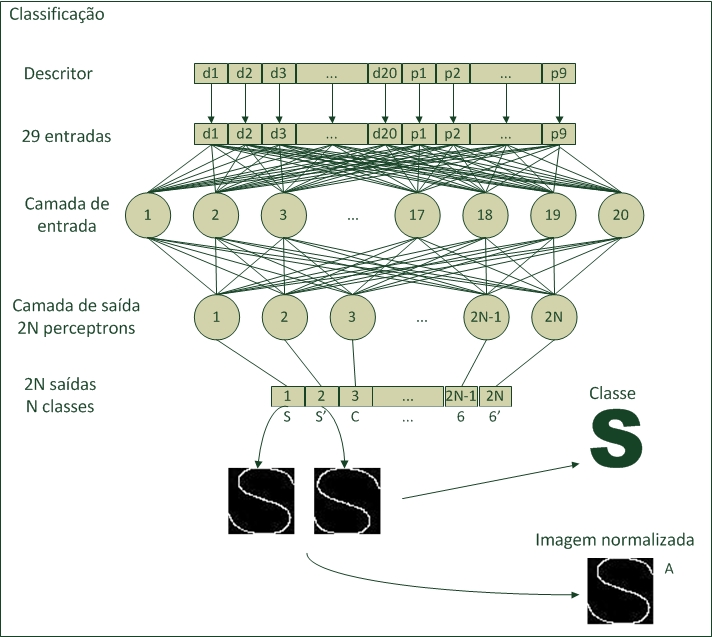 Classificação
Descritor
d1 d2 d3 ... d20 p1 p2 ... p9
29 entradas
d1 d2 d3 ... d20 p1 p2 ... p9
Camada de
entrada
1 2 3 ... 17 18 19 20
Camada de saída
2N perceptrons
1 2 3 ... 2N-1 2N
2N saídas
N classes
1 2 3 ... 2N-1 2N
S S' C ... 6 6'
Classe
S
Imagem normalizada
A